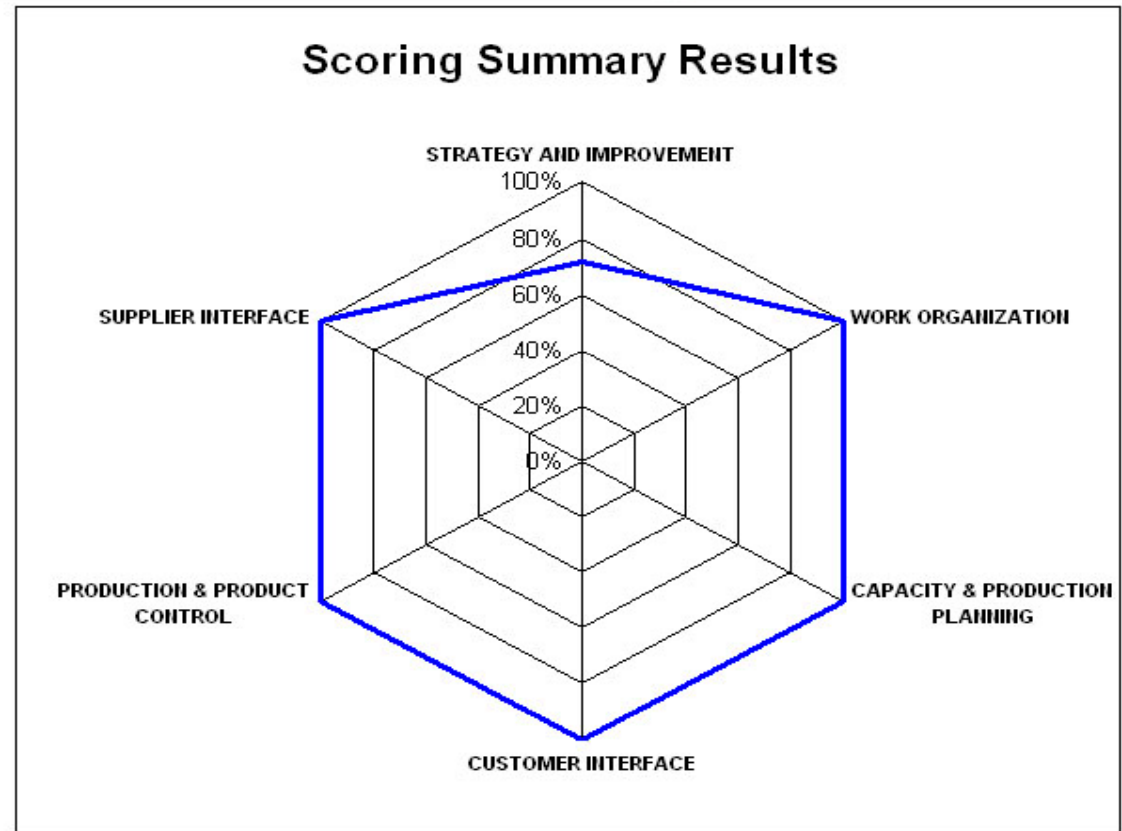 Scoring Summary Results
STRATEGY AND IMPROVEMENT
100%
80%
60%
40%
20%
0%
SUPPLIER INTERFACE
WORK ORGANIZATION
PRODUCTION & PRODUCT
CONTROL
CAPACITY & PRODUCTION
PLANNING
CUSTOMER INTERFACE